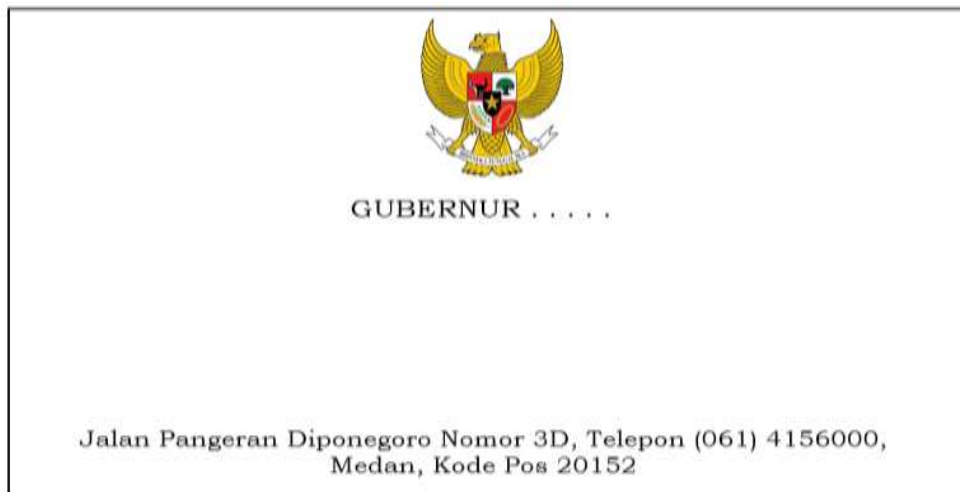 GUBERNUR . . . . .
Jalan Pangeran Diponegoro Nomor 3D, Telepon (061) 4156000,
Medan, Kode Pos 20152